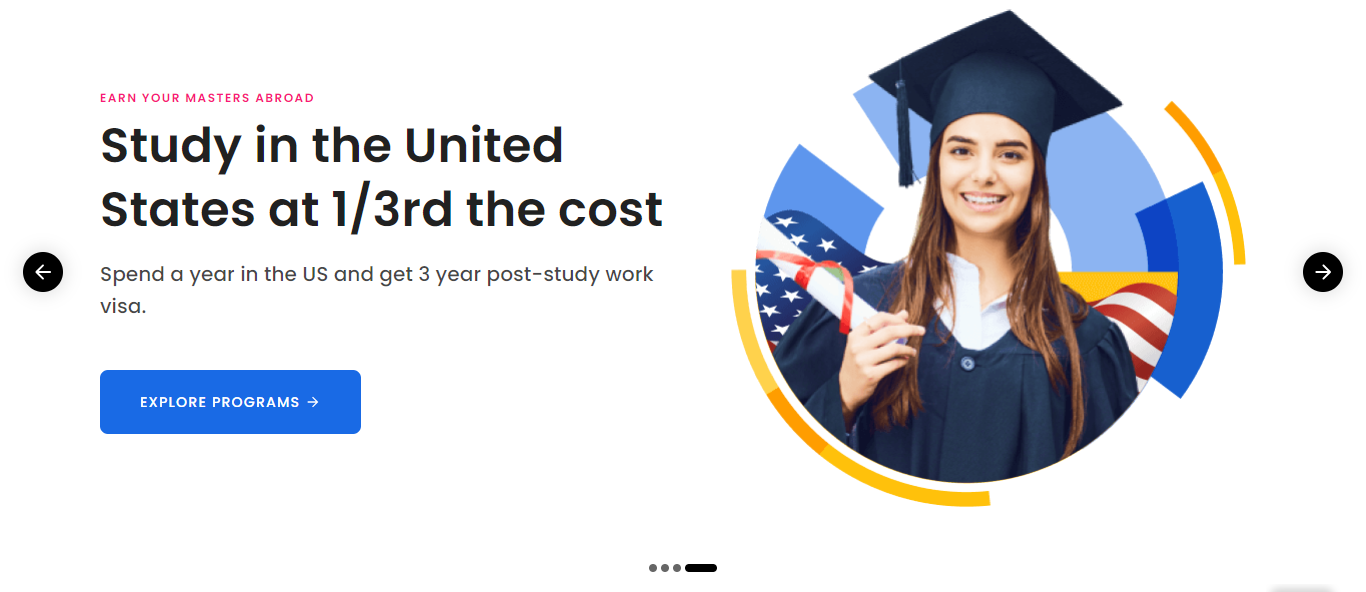 EARN YOUR MASTERS ABROAD
Study in the United
States at 1/3rd the cost
Spend a year in the US and get 3 year post-study work
visa.
EXPLORE PROGRAMS →